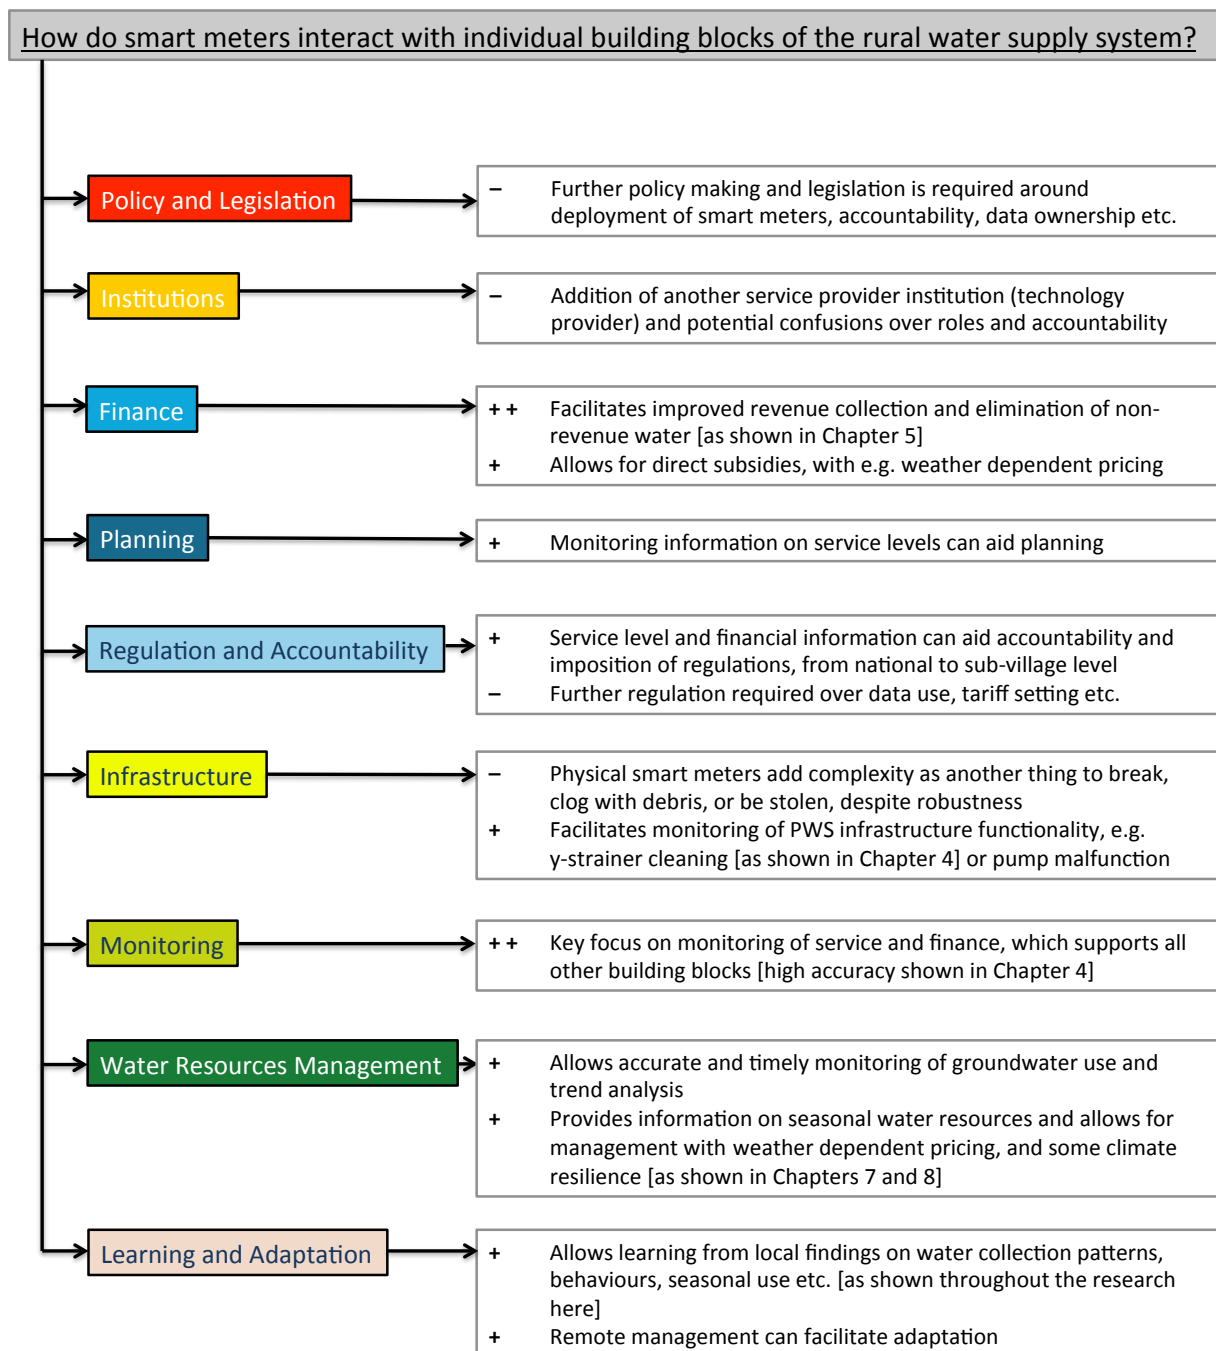 How do smart meters interact with individual building blocks of the rural water supply system?
Policy and Legislation
– Further policy making and legislation is required around
deployment of smart meters, accountability, data ownership etc.
Institutions
– Addition of another service provider institution (technology
provider) and potential confusions over roles and accountability
Finance
+ + Facilitates improved revenue collection and elimination of non-
revenue water [as shown in Chapter 5]
+ Allows for direct subsidies, with e.g. weather dependent pricing
Planning
+ Monitoring information on service levels can aid planning
Regulation and Accountability
+ Service level and financial information can aid accountability and
imposition of regulations, from national to sub-village level
– Further regulation required over data use, tariff setting etc.
Infrastructure
– Physical smart meters add complexity as another thing to break,
clog with debris, or be stolen, despite robustness
+ Facilitates monitoring of PWS infrastructure functionality, e.g.
y-strainer cleaning [as shown in Chapter 4] or pump malfunction
Monitoring
+ + Key focus on monitoring of service and finance, which supports all
other building blocks [high accuracy shown in Chapter 4]
Water Resources Management
+ Allows accurate and timely monitoring of groundwater use and
trend analysis
+ Provides information on seasonal water resources and allows for
management with weather dependent pricing, and some climate
resilience [as shown in Chapters 7 and 8]
Learning and Adaptation
+ Allows learning from local findings on water collection patterns,
behaviours, seasonal use etc. [as shown throughout the research
here]
+ Remote management can facilitate adaptation